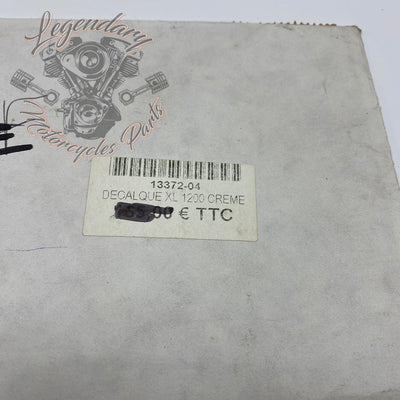 Legendary
Motorcycles Parts
13372-04
DECALQUE XL 1200 CREME
€ TTC